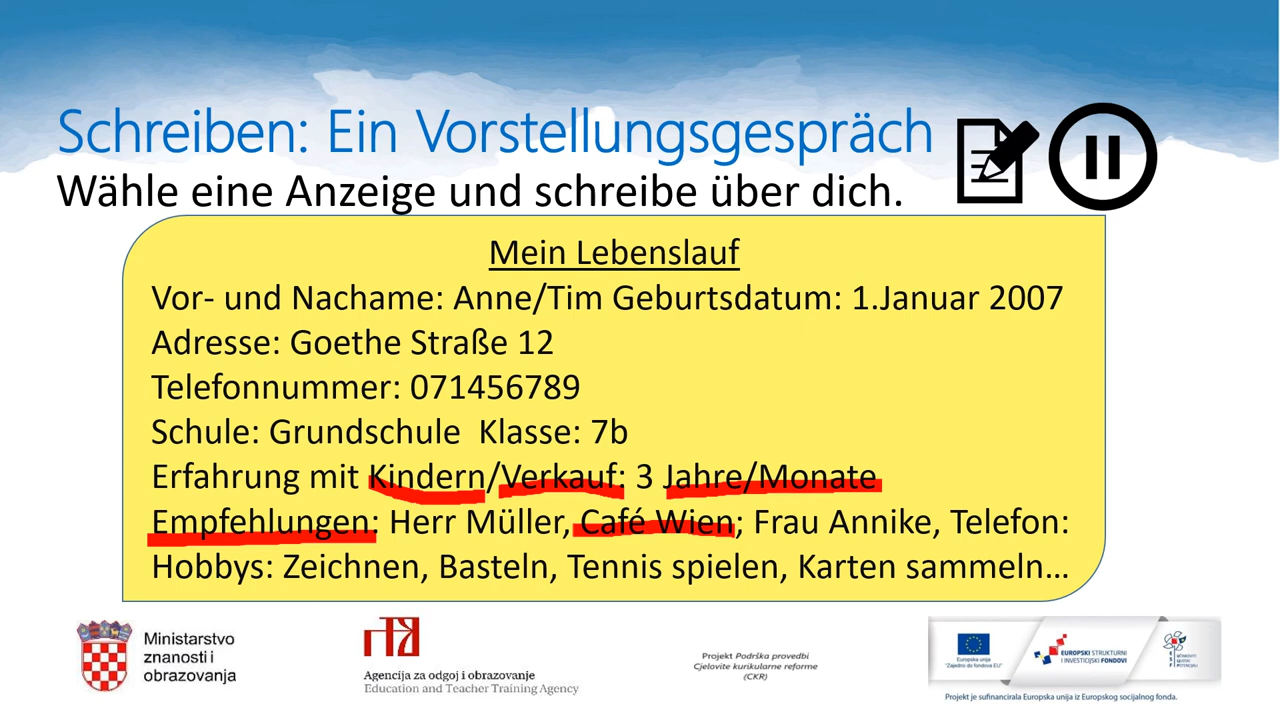 Schreiben: Ein Vorstellungsgespräch
Wähle eine Anzeige und schreibe über dich.
Mein Lebenslauf
Vor- und Nachame: Anne/Tim Geburtsdatum: 1.Januar 2007
Adresse: Goethe Straße 12
Telefonnummer: 071456789
Schule: Grundschule Klasse: 7b
Erfahrung mit Kindern/Verkauf: 3 Jahre/Monate
Empfehlungen: Herr Müller, Café Wien; Frau Annike, Telefon:
Hobbys: Zeichnen, Basteln, Tennis spielen, Karten sammeln…
Ministarstvo
znanosti i
obrazovanja
Agencija za odgoj i obrazovanje
Education and Teacher Training Agency
Projekt Podrška provedbi
Cjelovite kurikularne reforme
(CKR)
Europska unija
"Zajedno do fondova EU"
EUROPSKI STRUKTURNI
I INVESTICIJSKI FONDOVI
Projekt je sufinancirala Europska unija iz Europskog socijalnog fonda.